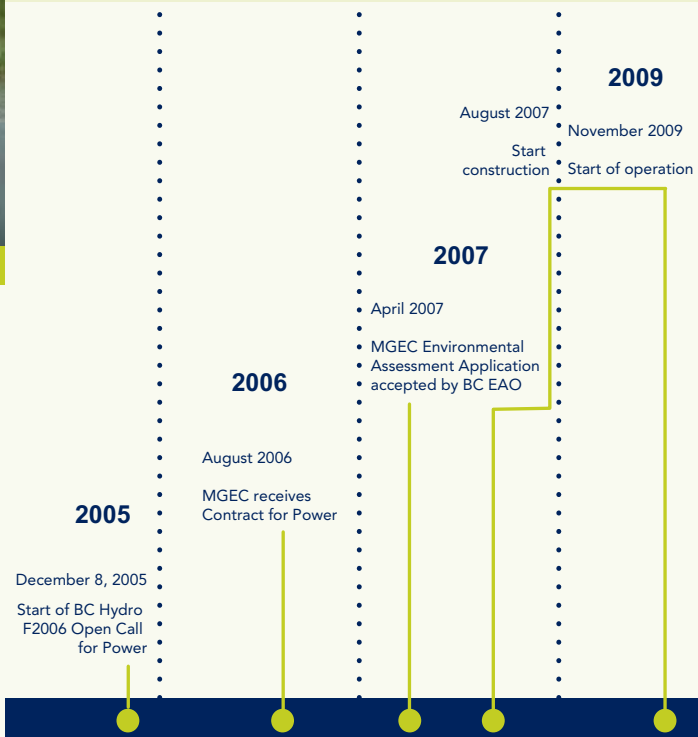 2005
December 8, 2005
Start of BC Hydro
F2006 Open Call
for Power
2006
August 2006
MGEC receives
Contract for Power
2007
April 2007
MGEC Environmental
Assessment Application
accepted by BC EAO
August 2007
Start
construction
2009
November 2009
Start of operation